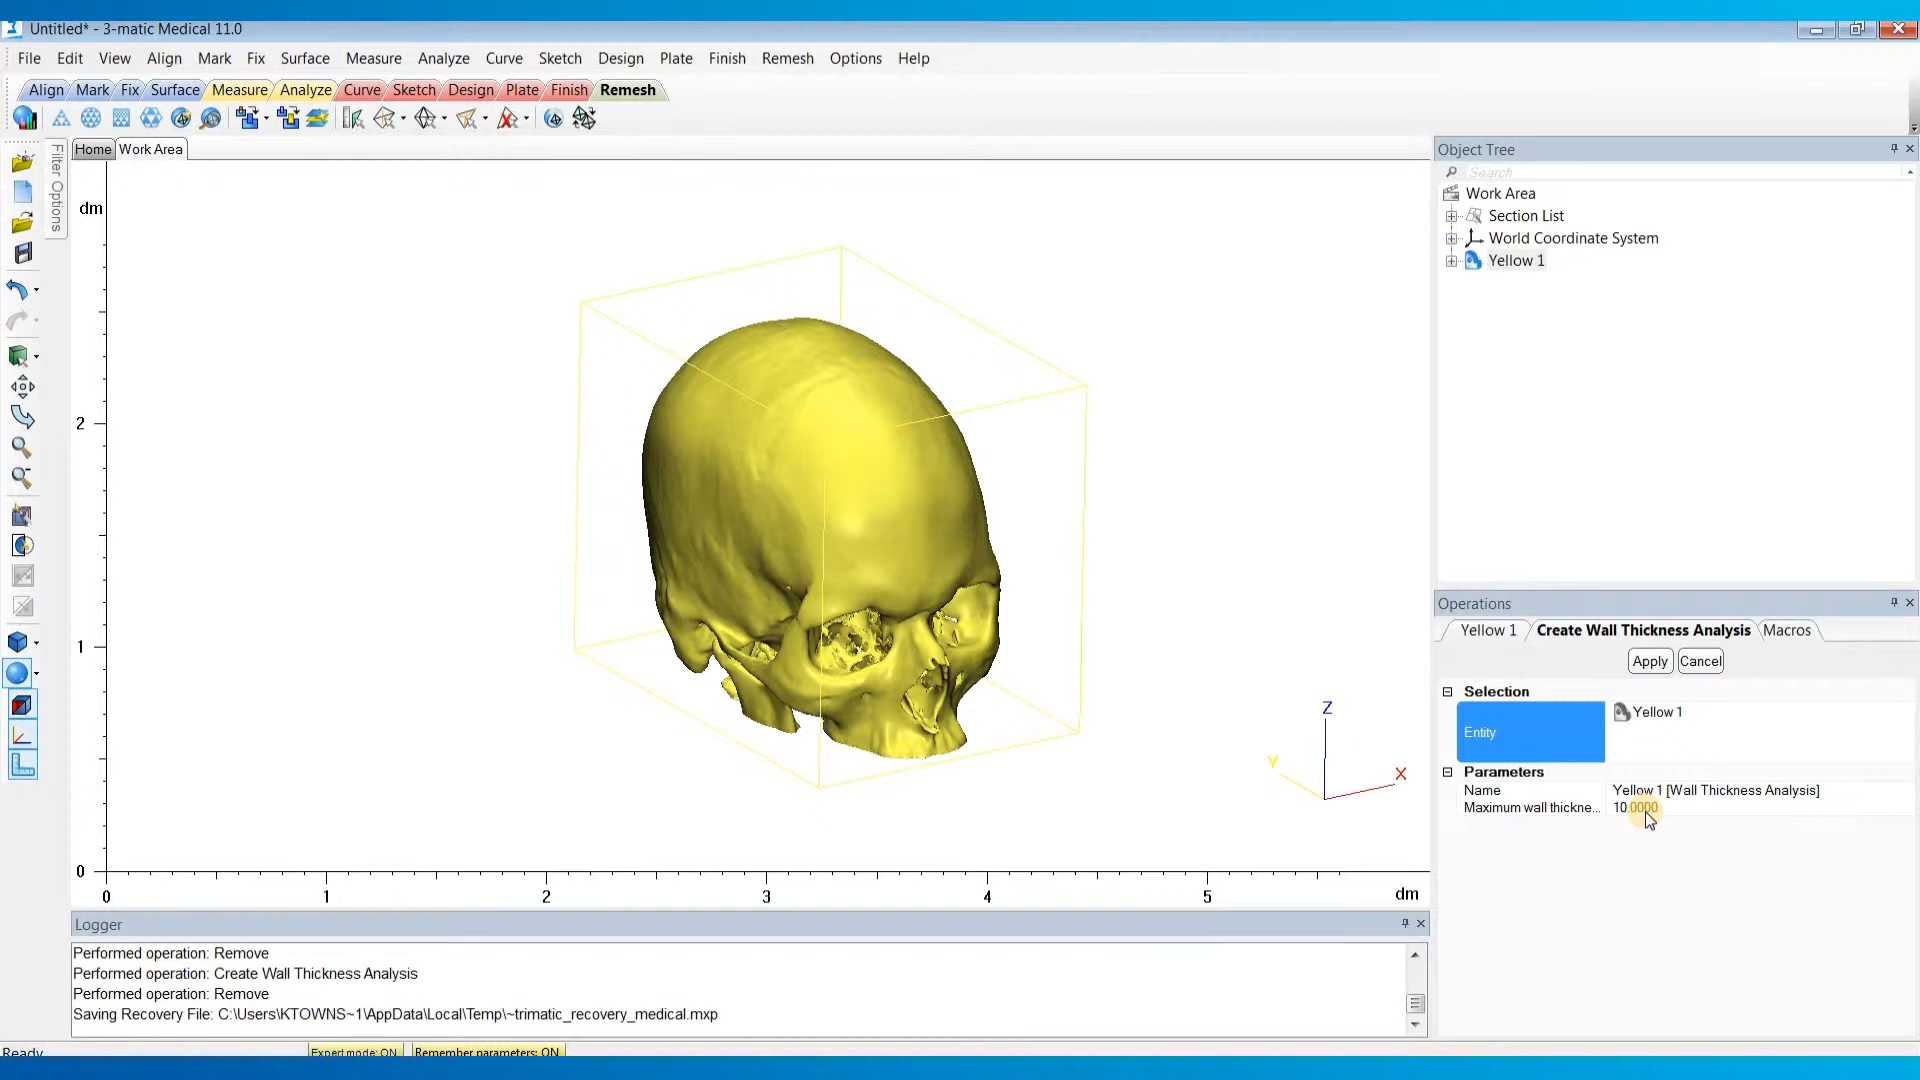 Untitled* - 3-matic Medical 11.0
File Edit View Align Mark Fix Surface Measure Analyze Curve Sketch Design Plate Finish Remesh Options Help
Align Mark Fix Surface Measure Analyze Curve Sketch Design Plate Finish Remesh
Home Work Area
Filter Options
dm
2
1
0
0 1 2 3 4 5 dm
Z
Y
X
Object Tree
Search
Work Area
Section List
World Coordinate System
Yellow 1
Operations
Yellow 1 Create Wall Thickness Analysis Macros
Apply Cancel
Selection
Entity Yellow 1
Parameters
Name Yellow 1 [Wall Thickness Analysis]
Maximum wall thickne... 10.0000
Logger
Performed operation: Remove
Performed operation: Create Wall Thickness Analysis
Performed operation: Remove
Saving Recovery File: C:\Users\KTOWNS~1\AppData\Local\Temp\~trimatic_recovery_medical.mxp
Ready Expert mode: ON Remember parameters: ON